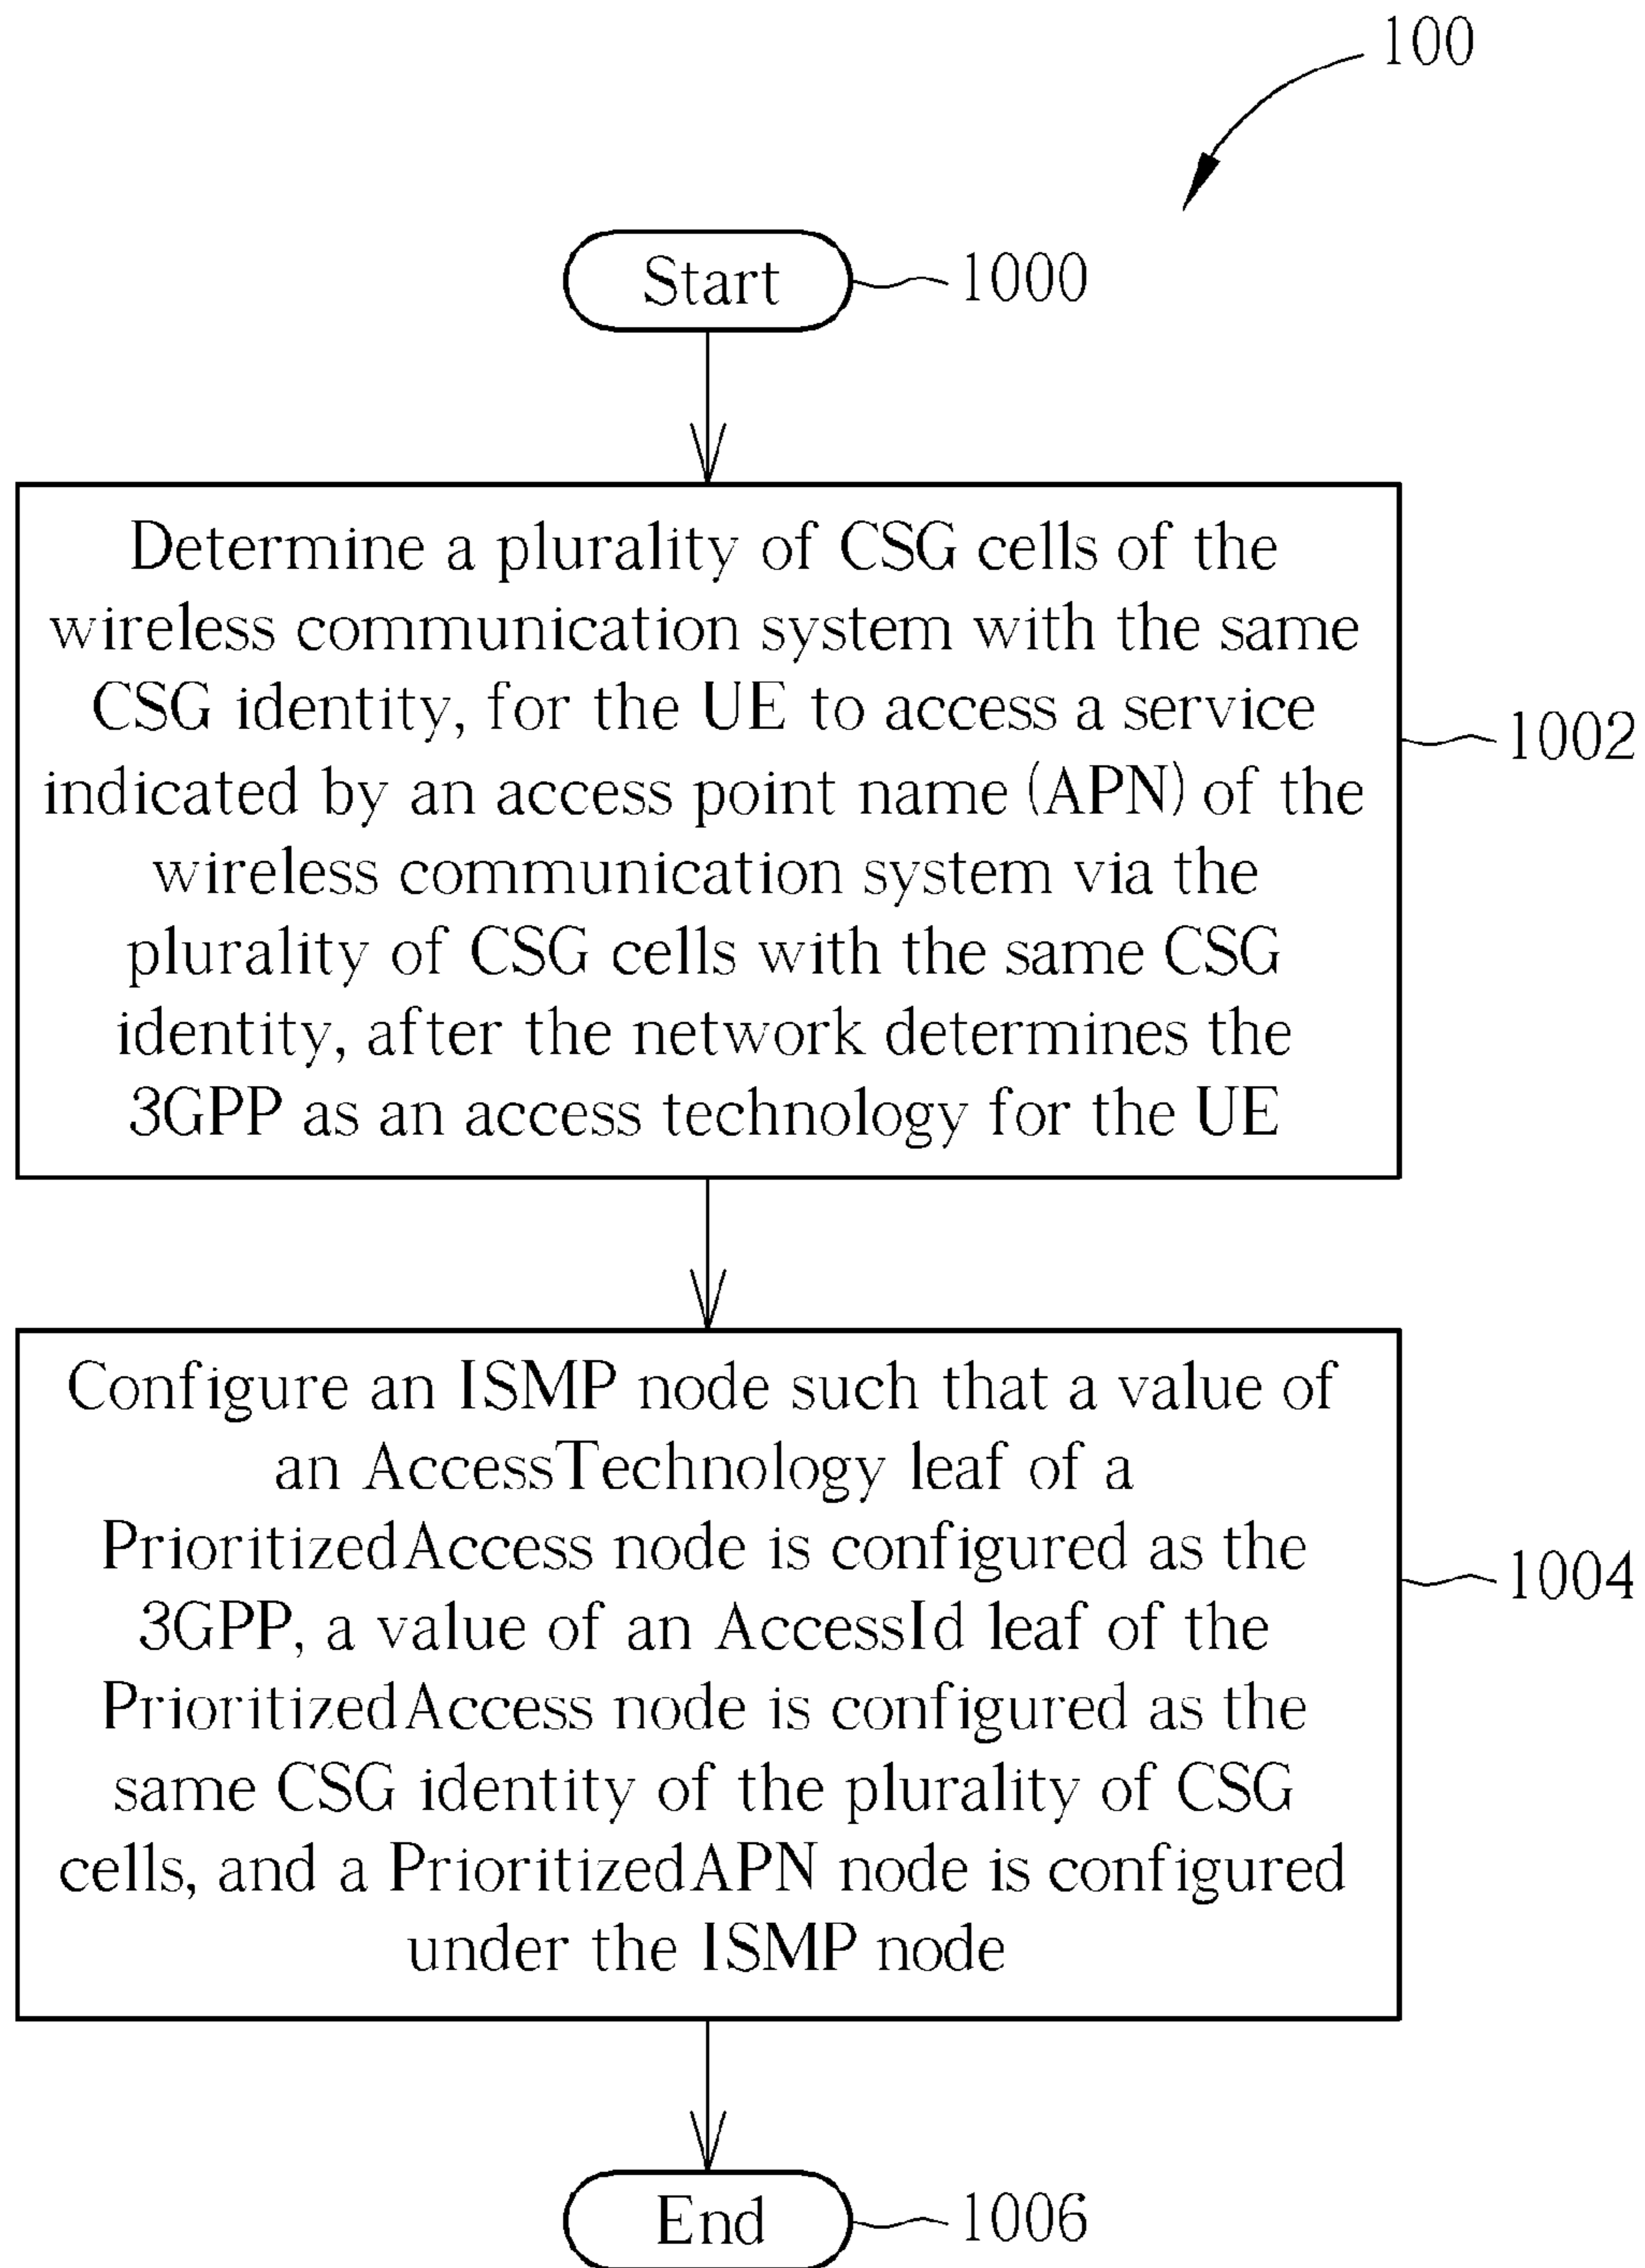 100
Start
1000
Determine a plurality of CSG cells of the
wireless communication system with the same
CSG identity, for the UE to access a service
indicated by an access point name (APN) of the
wireless communication system via the
plurality of CSG cells with the same CSG
identity, after the network determines the
3GPP as an access technology for the UE
1002
Configure an ISMP node such that a value of
an AccessTechnology leaf of a
PrioritizedAccess node is configured as the
3GPP, a value of an AccessId leaf of the
PrioritizedAccess node is configured as the
same CSG identity of the plurality of CSG
cells, and a PrioritizedAPN node is configured
under the ISMP node
1004
End
1006